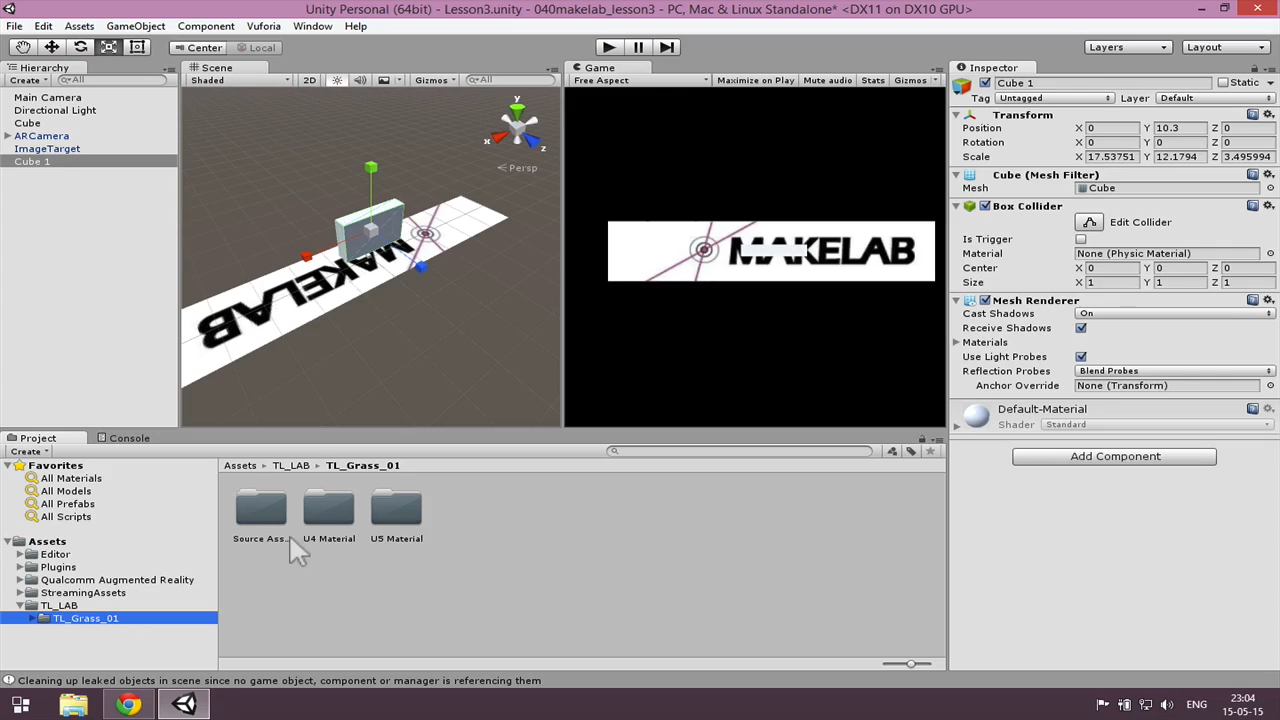 Unity Personal (64bit) - Lesson3.unity - 040makelab_lesson3 - PC, Mac & Linux Standalone* <DX11 on DX10 GPU>
File Edit Assets GameObject Component Vuforia Window Help
Center Local Layers Layout
Hierarchy
Create All
Main Camera
Directional Light
Cube
ARCamera
ImageTarget
Cube 1
Scene
Shaded 2D Gizmos All
y
x
z
Persp
MAKELAB
Game
Free Aspect Maximize on Play Mute audio Stats Gizmos
MAKELAB
Inspector
Cube 1 Static
Tag Untagged Layer Default
Transform
Position X 0 Y 10.3 Z 0
Rotation X 0 Y 0 Z 0
Scale X 17.53751 Y 12.1794 Z 3.495994
Cube (Mesh Filter)
Mesh Cube
Box Collider
Edit Collider
Is Trigger
Material None (Physic Material)
Center X 0 Y 0 Z 0
Size X 1 Y 1 Z 1
Mesh Renderer
Cast Shadows On
Receive Shadows
Materials
Use Light Probes
Reflection Probes Blend Probes
Anchor Override None (Transform)
Default-Material
Shader Standard
Add Component
Project Console
Create
Favorites
All Materials
All Models
All Prefabs
All Scripts
Assets
Editor
Plugins
Qualcomm Augmented Reality
StreamingAssets
TL_LAB
TL_Grass_01
Assets TL_LAB TL_Grass_01
Source Ass... U4 Material U5 Material
Cleaning up leaked objects in scene since no game object, component or manager is referencing them
ENG
23:04
15-05-15